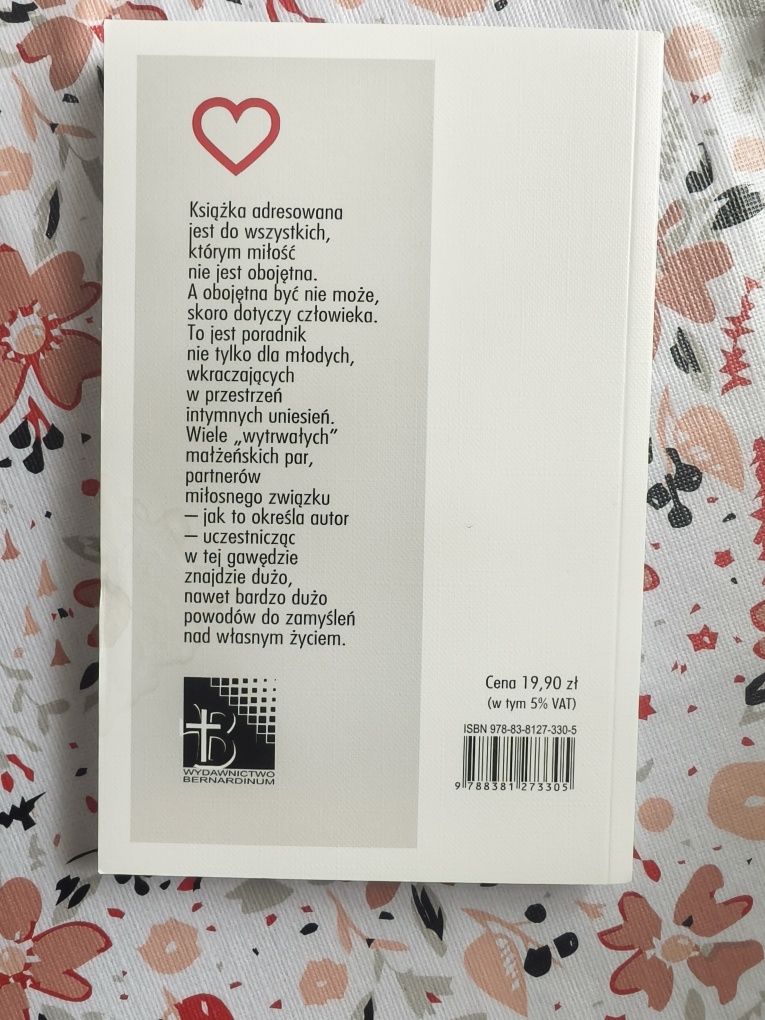 Książka adresowana
jest do wszystkich,
którym miłość
nie jest obojętna.
A obojętna być nie może,
skoro dotyczy człowieka.
To jest poradnik
nie tylko dla młodych,
wkraczających
w przestrzeń
intymnych uniesień.
Wiele „wytrwałych”
małżeńskich par,
partnerów
miłosnego związku
– jak to określa autor
– uczestnicząc
w tej gawędzie
znajdzie dużo,
nawet bardzo dużo
powodów do zamyśleń
nad własnym życiem.
B
WYDAWNICTWO
BERNARDINUM
Cena 19,90 zł
(w tym 5% VAT)
ISBN 978-83-8127-330-5
9 788381 273305